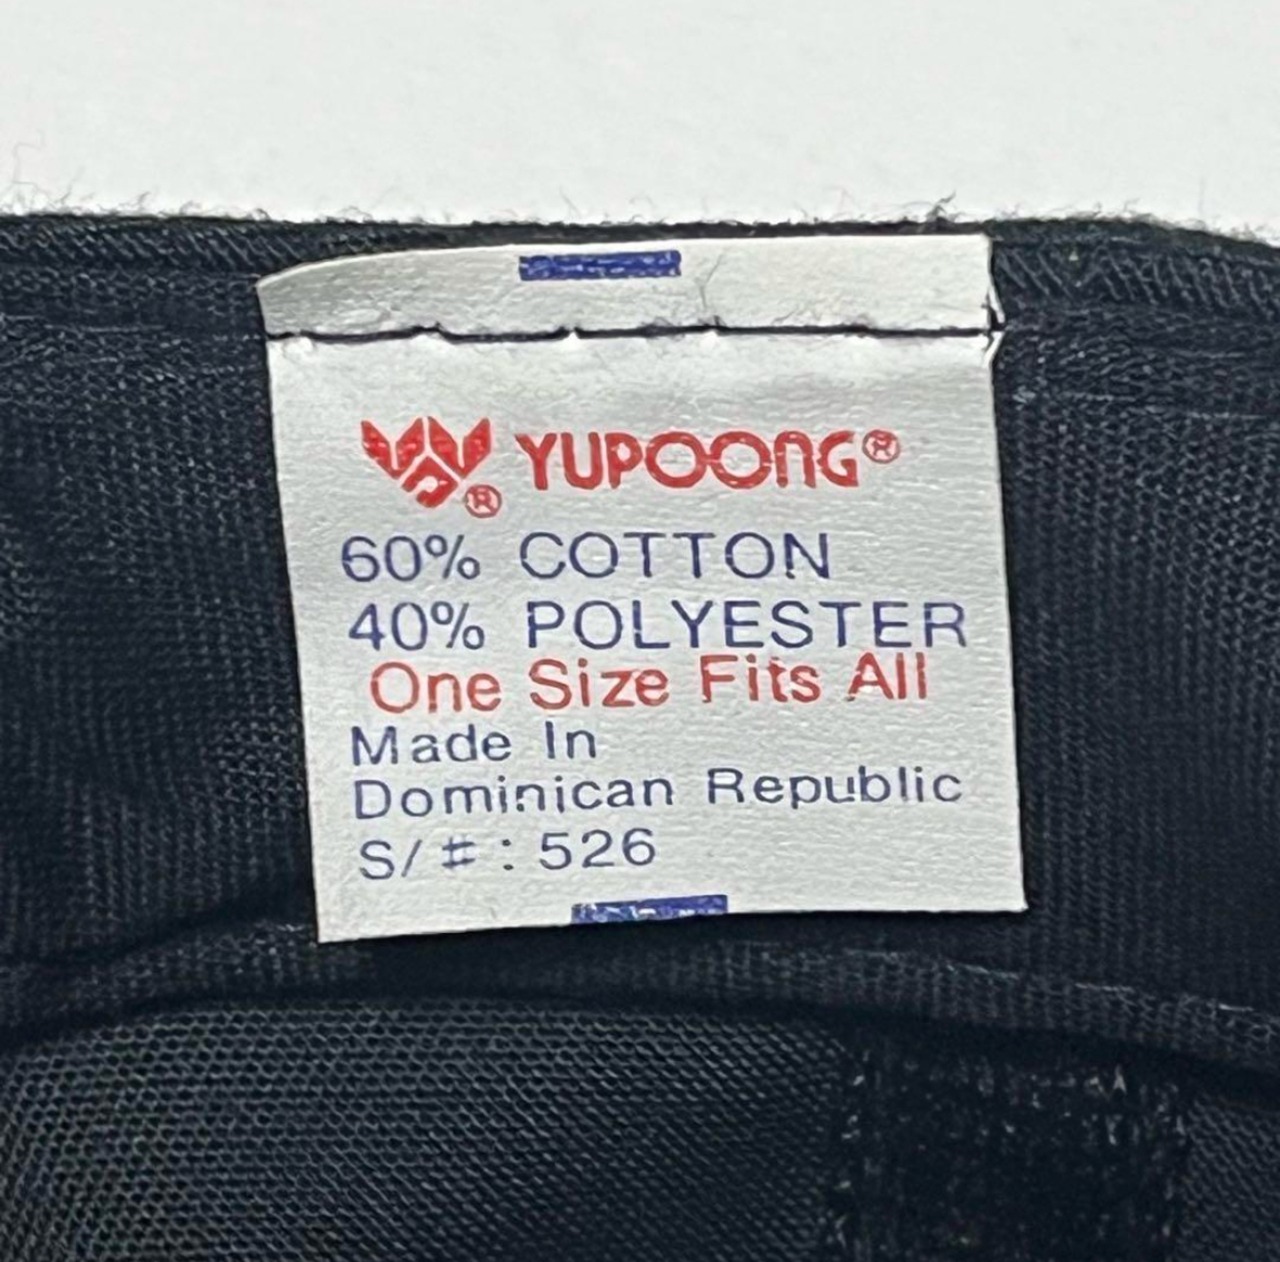 YUPOONG®
®
60% COTTON
40% POLYESTER
One Size Fits All
Made In
Dominican Republic
S/#: 526